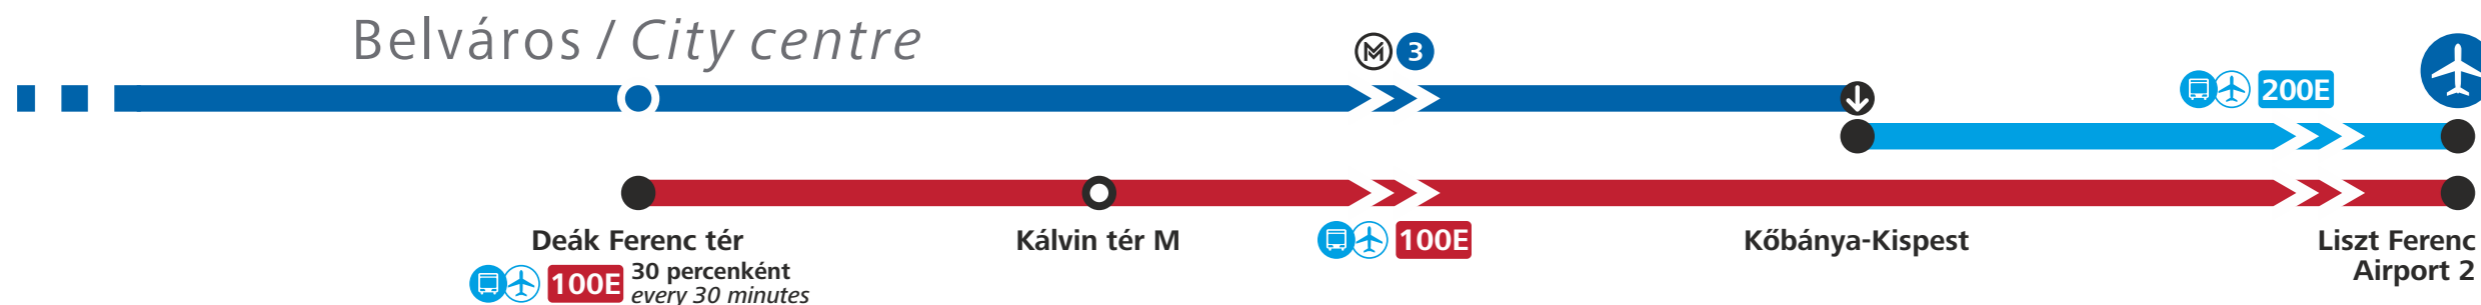 Belváros / City centre
M 3
200E
Deák Ferenc tér
Kálvin tér M
100E
Kőbánya-Kispest
Liszt Ferenc
Airport 2
100E 30 percenként
every 30 minutes